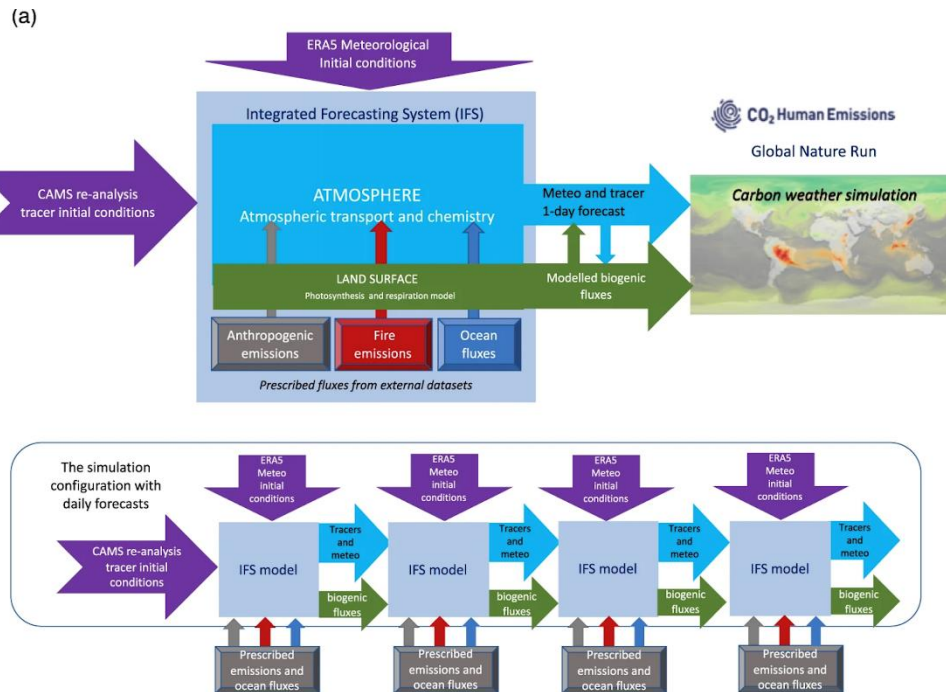 (a)
ERA5 Meteorological
Initial conditions
Integrated Forecasting System (IFS)
CO2 Human Emissions
Global Nature Run
CAMS re-analysis
tracer initial conditions
ATMOSPHERE
Atmospheric transport and chemistry
Meteo and tracer
1-day forecast
Carbon weather simulation
LAND SURFACE
Photosynthesis and respiration model
Modelled biogenic
fluxes
Anthropogenic
emissions
Fire
emissions
Ocean
fluxes
Prescribed fluxes from external datasets
The simulation
configuration with
daily forecasts
ERA5
Meteo
initial
conditions
ERA5
Meteo
initial
conditions
ERA5
Meteo
initial
conditions
ERA5
Meteo
initial
conditions
CAMS re-analysis
tracer initial
conditions
IFS model
Tracers
and
meteo
biogenic
fluxes
IFS model
Tracers
and
meteo
biogenic
fluxes
IFS model
Tracers
and
meteo
biogenic
fluxes
IFS model
Tracers
and
meteo
biogenic
fluxes
Prescribed
emissions and
ocean fluxes
Prescribed
emissions and
ocean fluxes
Prescribed
emissions and
ocean fluxes
Prescribed
emissions and
ocean fluxes